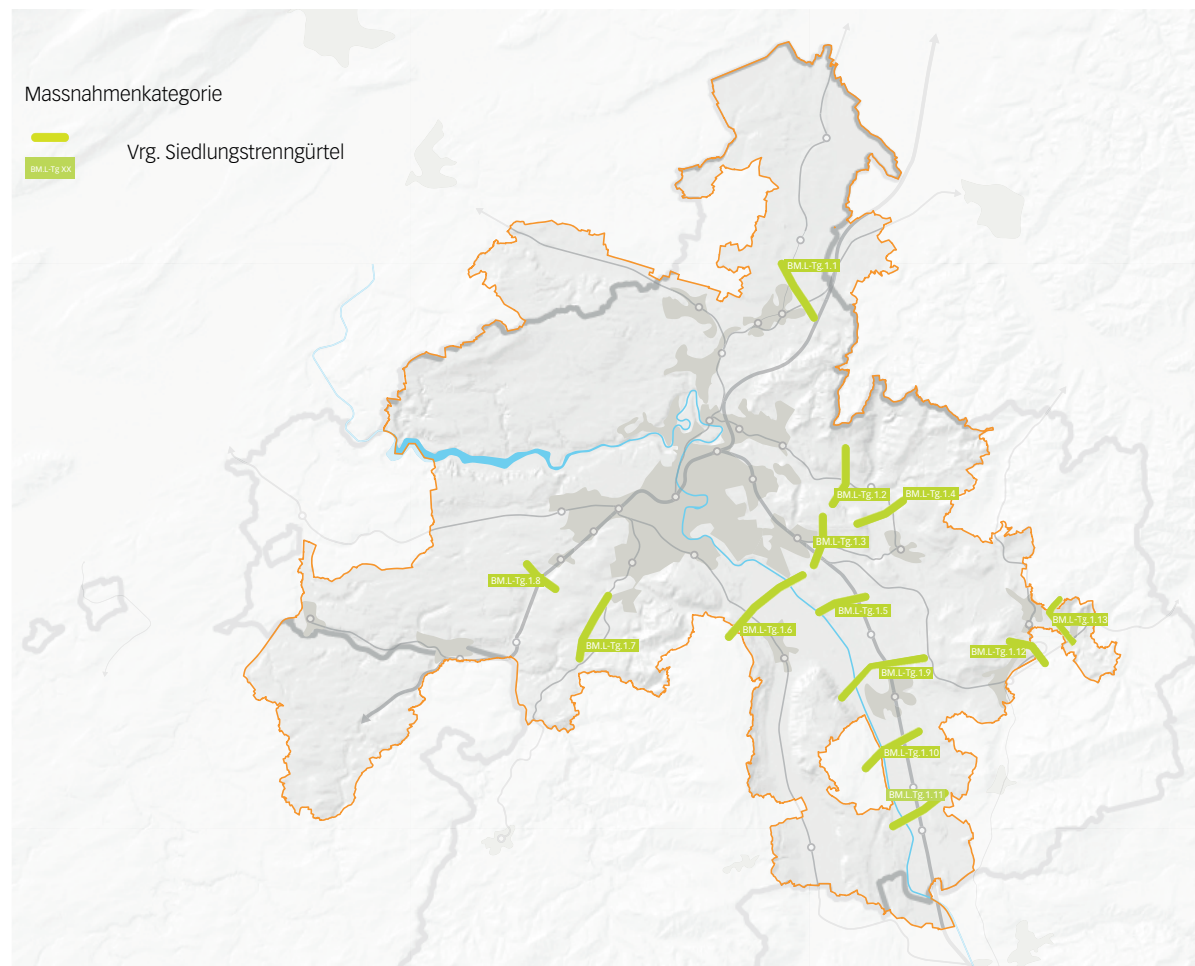 Massnahmenkategorie
Vrg. Siedlungstrenngürtel
BM.L-Tg XX
BM.L-Tg.1.1
BM.L-Tg.1.2
BM.L-Tg.1.4
BM.L-Tg.1.3
BM.L-Tg.1.8
BM.L-Tg.1.5
BM.L-Tg.1.13
BM.L-Tg.1.6
BM.L-Tg.1.7
BM.L-Tg.1.12
BM.L-Tg.1.9
BM.L-Tg.1.10
BM.L.Tg.1.11